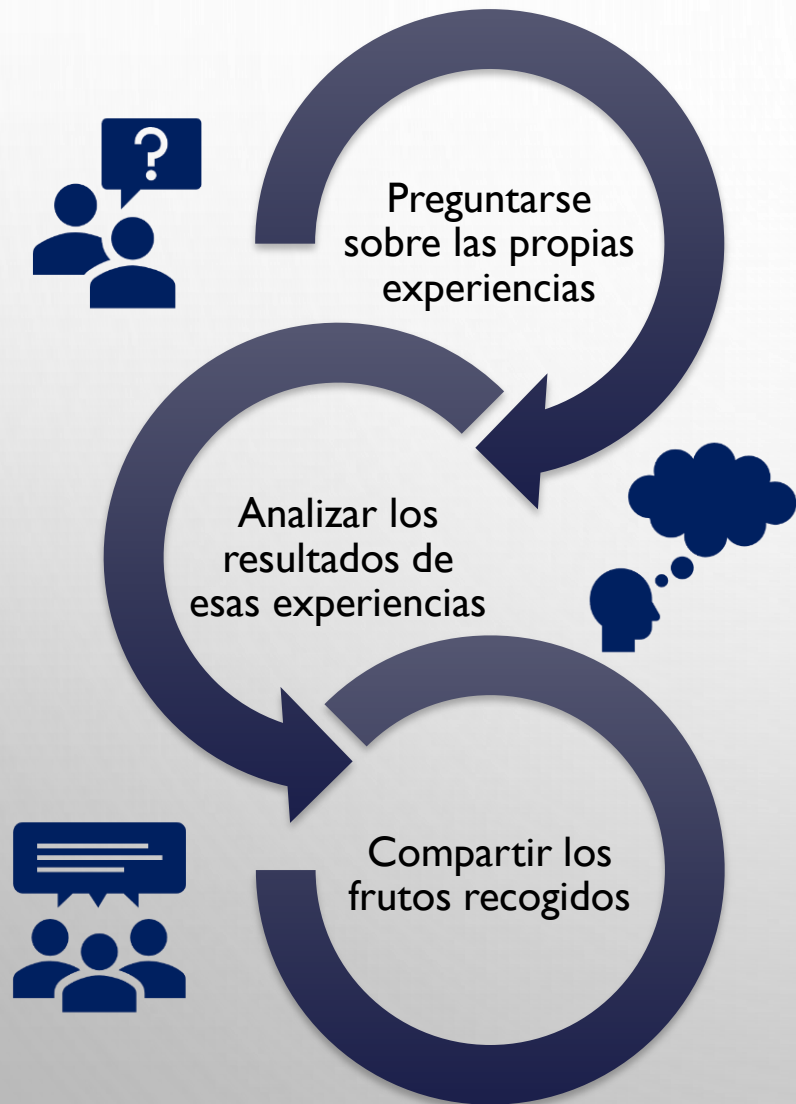 ?
Preguntarse
sobre las propias
experiencias
Analizar los
resultados de
esas experiencias
Compartir los
frutos recogidos